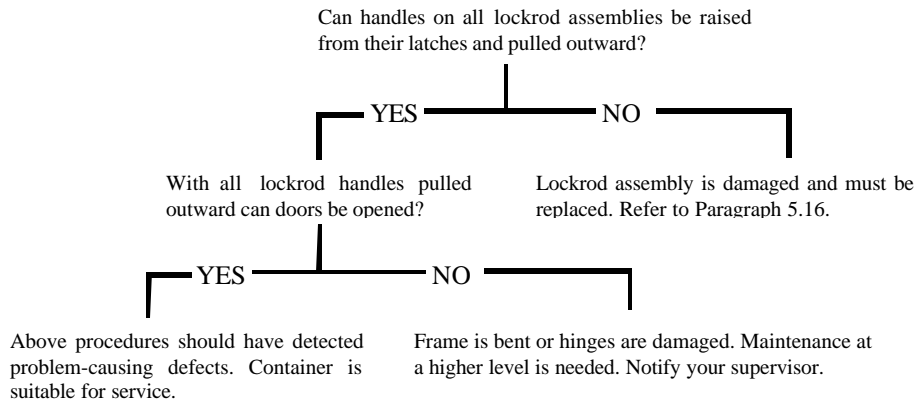 Can handles on all lockrod assemblies be raised
from their latches and pulled outward?
YES
NO
With all lockrod handles pulled
outward can doors be opened?
Lockrod assembly is damaged and must be
replaced. Refer to Paragraph 5.16.
YES
NO
Above procedures should have detected
problem-causing defects. Container is
suitable for service.
Frame is bent or hinges are damaged. Maintenance at
a higher level is needed. Notify your supervisor.